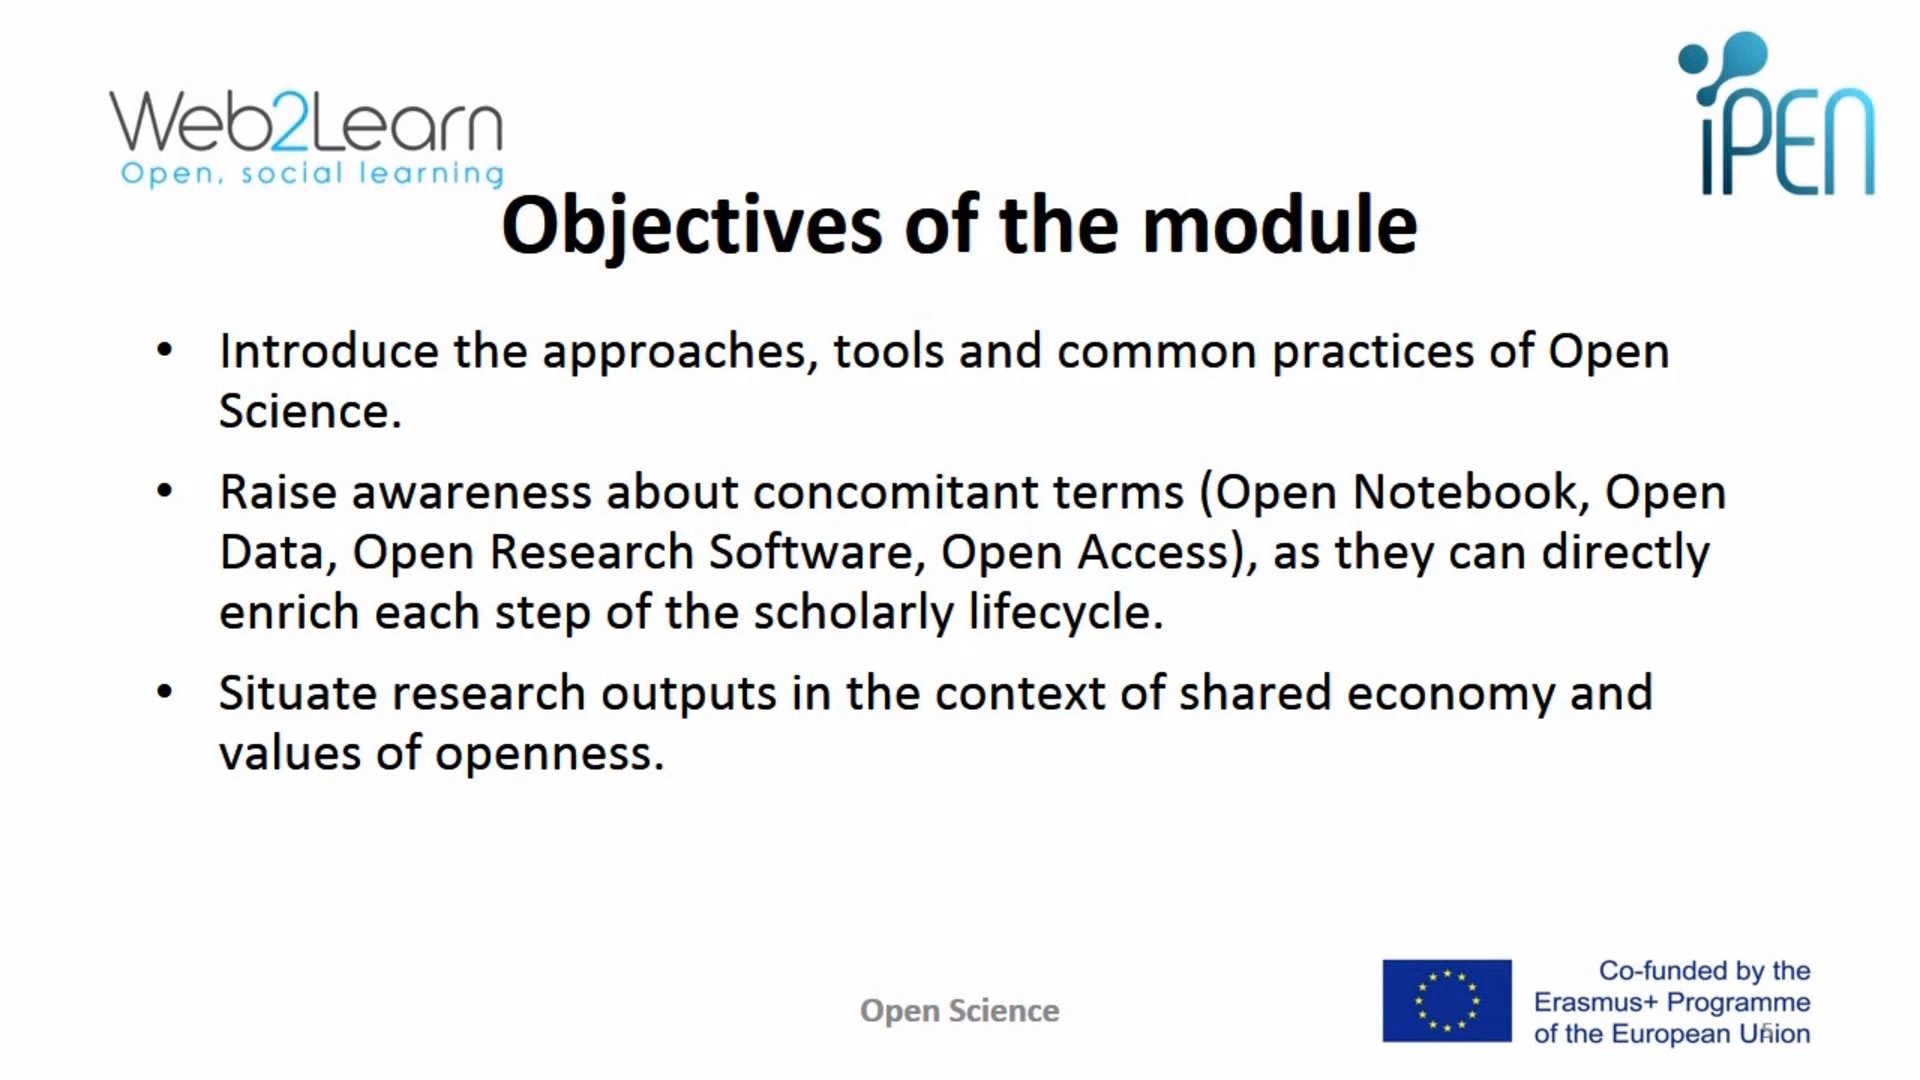 Web2Learn
Open, social learning
iPEN
Objectives of the module
• Introduce the approaches, tools and common practices of Open
Science.
• Raise awareness about concomitant terms (Open Notebook, Open
Data, Open Research Software, Open Access), as they can directly
enrich each step of the scholarly lifecycle.
• Situate research outputs in the context of shared economy and
values of openness.
Open Science
Co-funded by the
Erasmus+ Programme
of the European Union
5